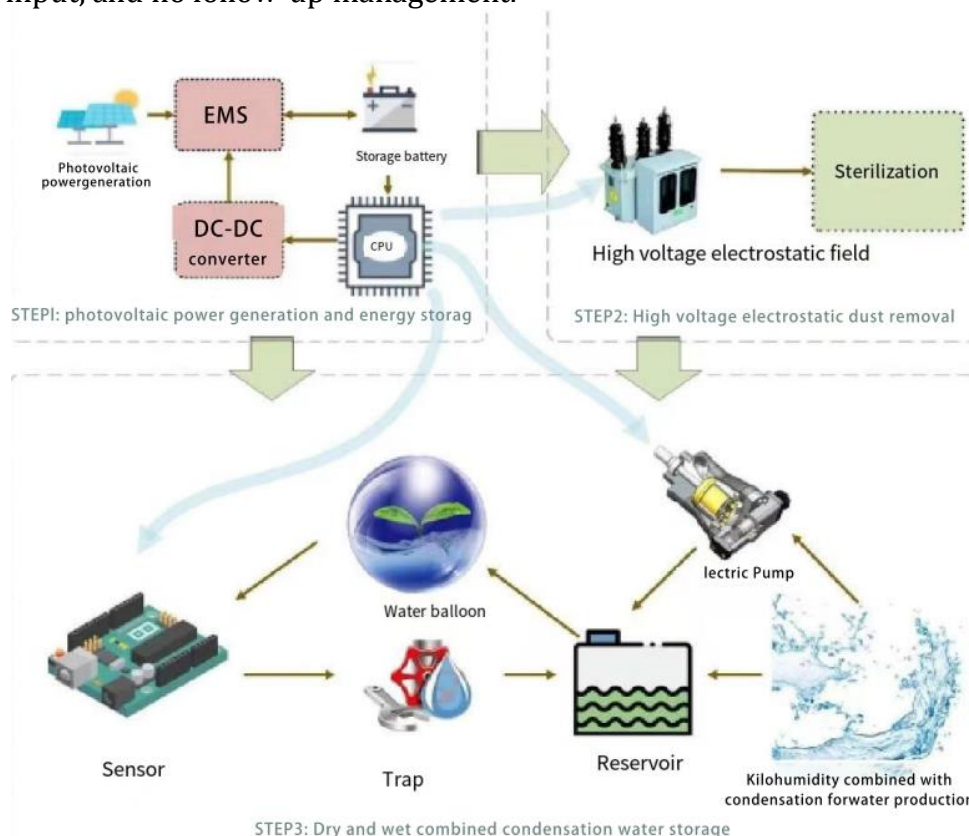 input, and no follow-up management.
EMS
Photovoltaic
powergeneration
Storage battery
DC-DC
converter
CPU
STEPI: photovoltaic power generation and energy storag
High voltage electrostatic field
Sterilization
STEP2: High voltage electrostatic dust removal
Water balloon
lectric Pump
Sensor
Trap
Reservoir
Kilohumidity combined with
condensation forwater production
STEP3: Dry and wet combined condensation water storage